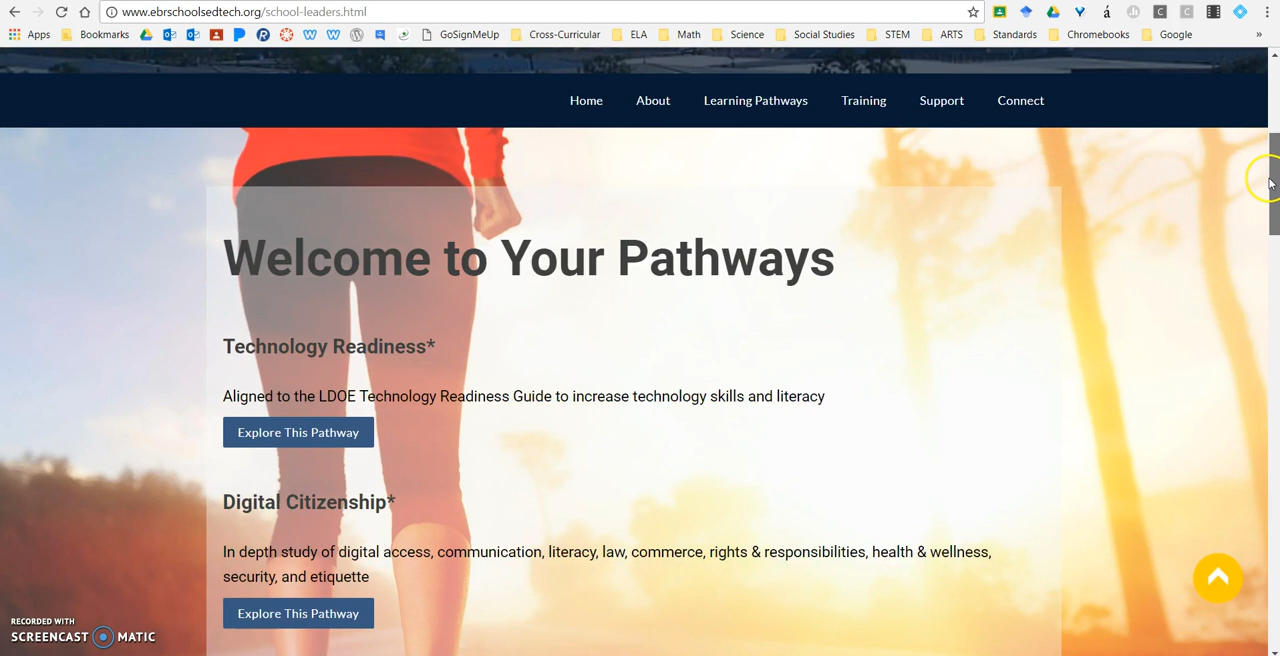 www.ebrschoolsedtech.org/school-leaders.html
Apps Bookmarks GoSignMeUp Cross-Curricular ELA Math Science Social Studies STEM ARTS Standards Chromebooks Google »
Home About Learning Pathways Training Support Connect
Welcome to Your Pathways
Technology Readiness*
Aligned to the LDOE Technology Readiness Guide to increase technology skills and literacy
Explore This Pathway
Digital Citizenship*
In depth study of digital access, communication, literacy, law, commerce, rights & responsibilities, health & wellness,
security, and etiquette
Explore This Pathway
RECORDED WITH
SCREENCAST MATIC